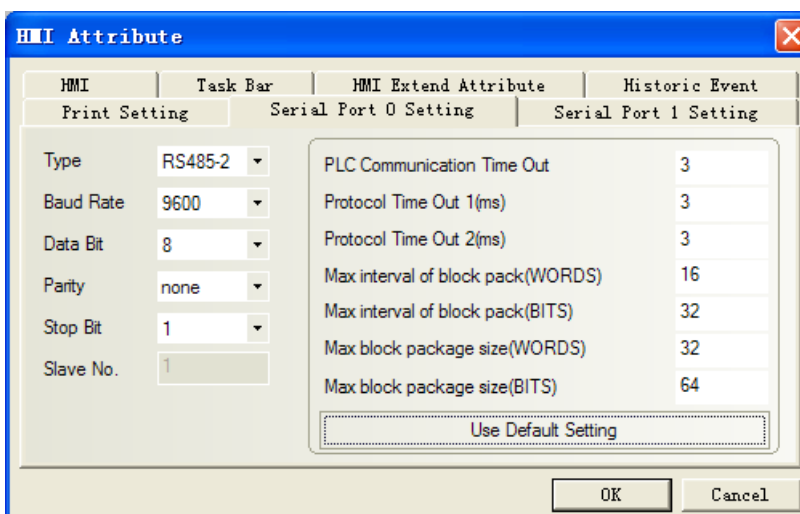 HMI Attribute
HMI
Task Bar
HMI Extend Attribute
Historic Event
Print Setting
Serial Port 0 Setting
Serial Port 1 Setting
Type RS485-2
Baud Rate 9600
Data Bit 8
Parity none
Stop Bit 1
Slave No. 1
PLC Communication Time Out 3
Protocol Time Out 1(ms) 3
Protocol Time Out 2(ms) 3
Max interval of block pack(WORDS) 16
Max interval of block pack(BITS) 32
Max block package size(WORDS) 32
Max block package size(BITS) 64
Use Default Setting
OK
Cancel